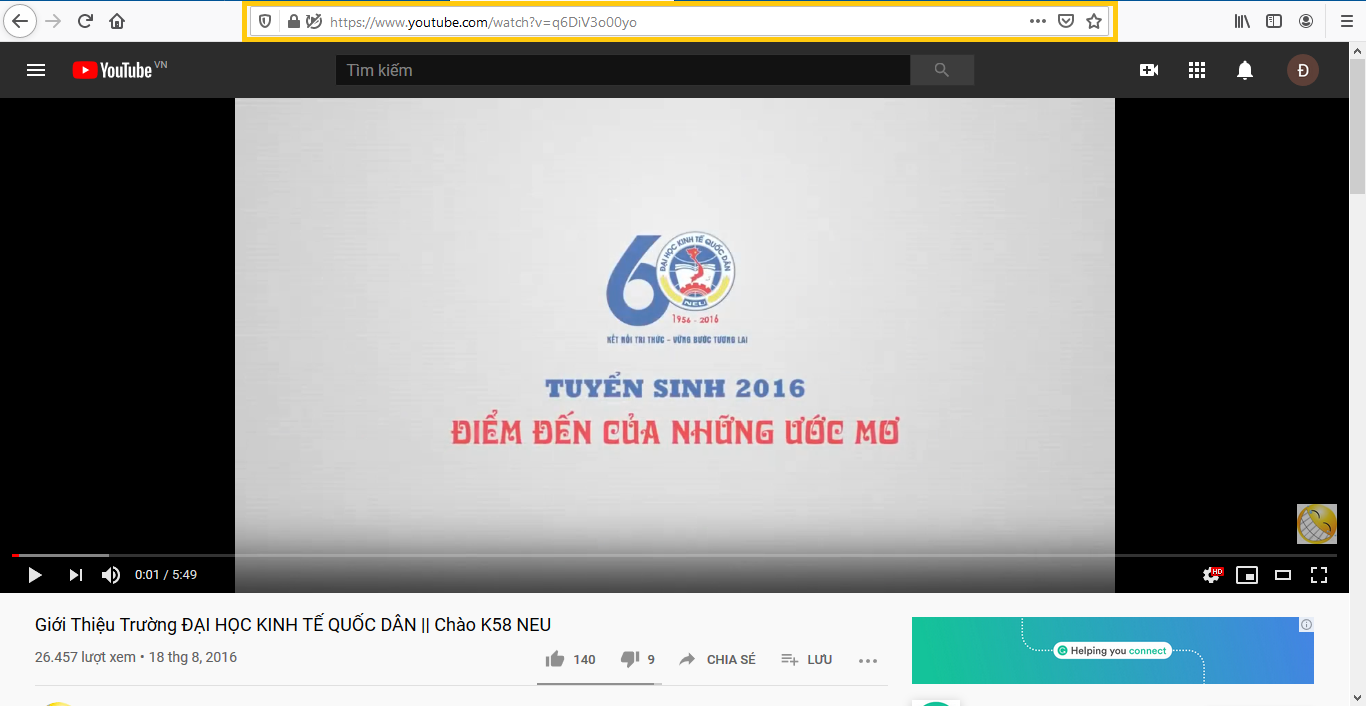 https://www.youtube.com/watch?v=q6DiV3o00yo
YouTube VN
Tìm kiếm
Đ
ĐẠI HỌC KINH TẾ QUỐC DÂN
NEU
60
1956 - 2016
KẾT NỐI TRI THỨC - VỮNG BƯỚC TƯƠNG LAI
TUYỂN SINH 2016
ĐIỂM ĐẾN CỦA NHỮNG ƯỚC MƠ
0:01 / 5:49
HD
Giới Thiệu Trường ĐẠI HỌC KINH TẾ QUỐC DÂN || Chào K58 NEU
26.457 lượt xem • 18 thg 8, 2016
140
9
CHIA SẺ
LƯU
Helping you connect